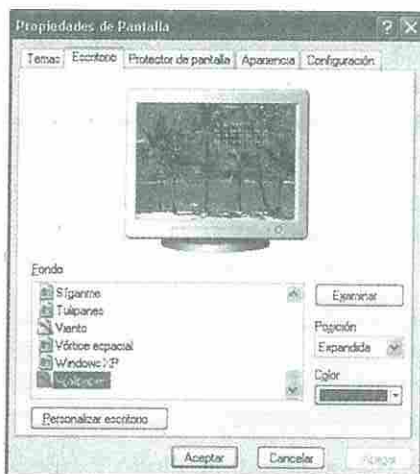 Propiedades de Pantalla
Temas Escritorio Protector de pantalla Apariencia Configuración
Fondo
Síganme
Tulipanes
Viento
Vórtice espacial
Windows XP
Examinar
Posición
Expandida
Color
Personalizar escritorio
Aceptar Cancelar Aplicar